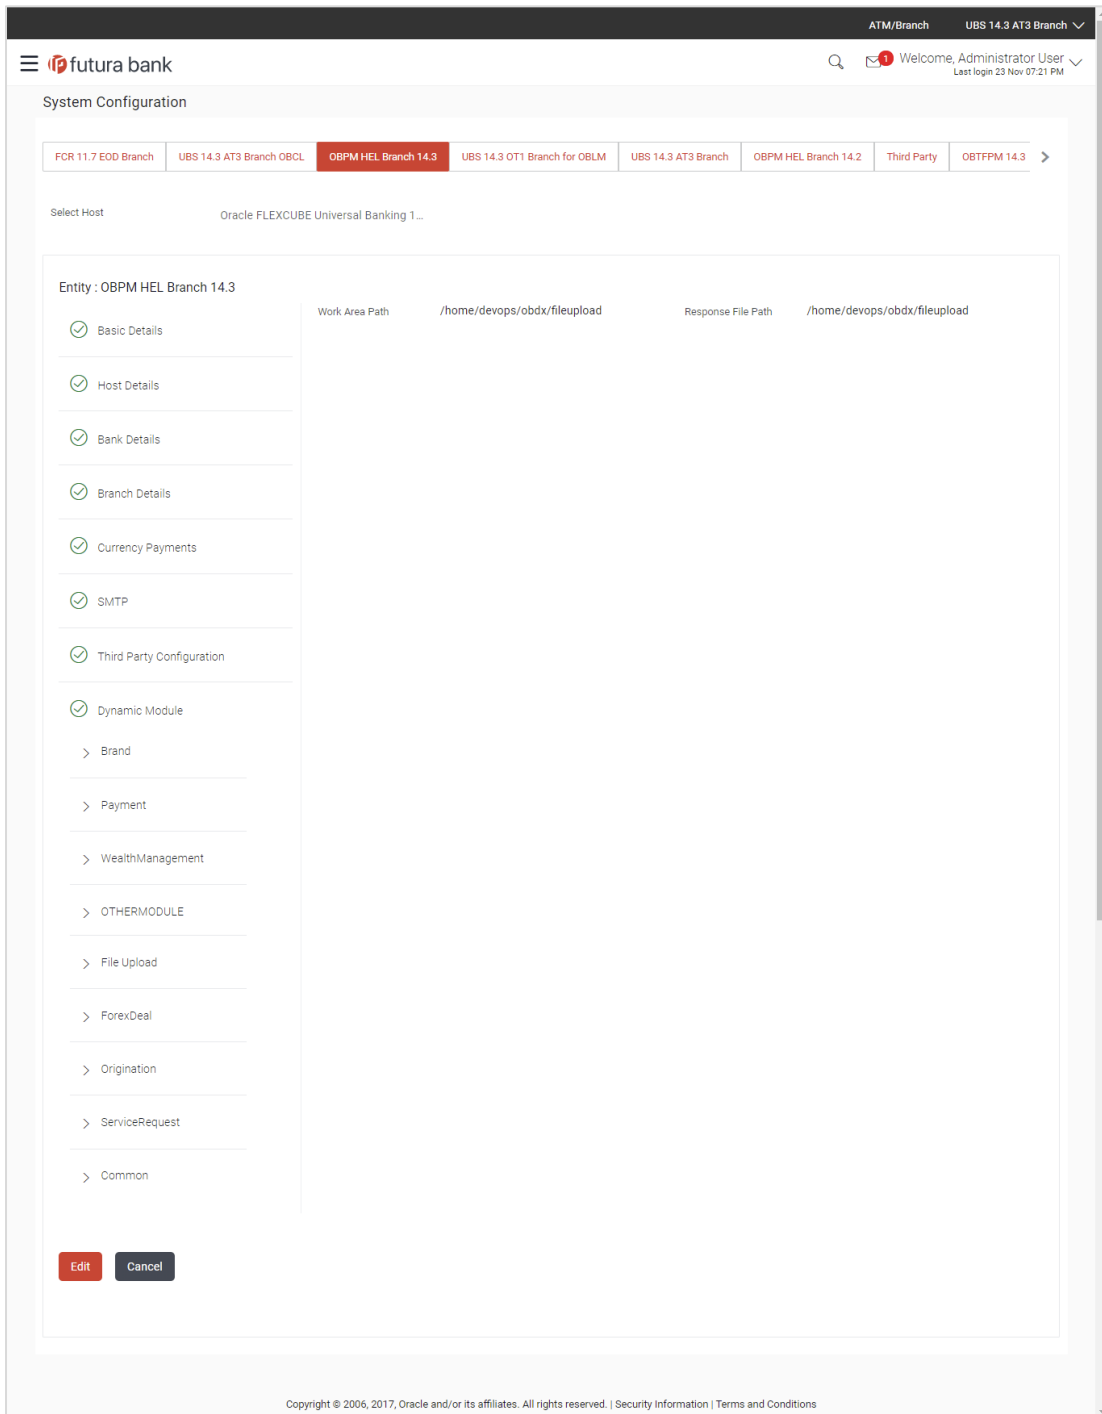 ATM/Branch UBS 14.3 AT3 Branch
futura bank
1 Welcome, Administrator User
Last login 23 Nov 07:21 PM
System Configuration
FCR 11.7 EOD Branch UBS 14.3 AT3 Branch OBCL OBPM HEL Branch 14.3 UBS 14.3 OT1 Branch for OBLM UBS 14.3 AT3 Branch OBPM HEL Branch 14.2 Third Party OBTFPM 14.3
Select Host Oracle FLEXCUBE Universal Banking 1...
Entity : OBPM HEL Branch 14.3
Work Area Path /home/devops/obdx/fileupload Response File Path /home/devops/obdx/fileupload
Basic Details
Host Details
Bank Details
Branch Details
Currency Payments
SMTP
Third Party Configuration
Dynamic Module
Brand
Payment
WealthManagement
OTHERMODULE
File Upload
ForexDeal
Origination
ServiceRequest
Common
Edit Cancel
Copyright © 2006, 2017, Oracle and/or its affiliates. All rights reserved. | Security Information | Terms and Conditions